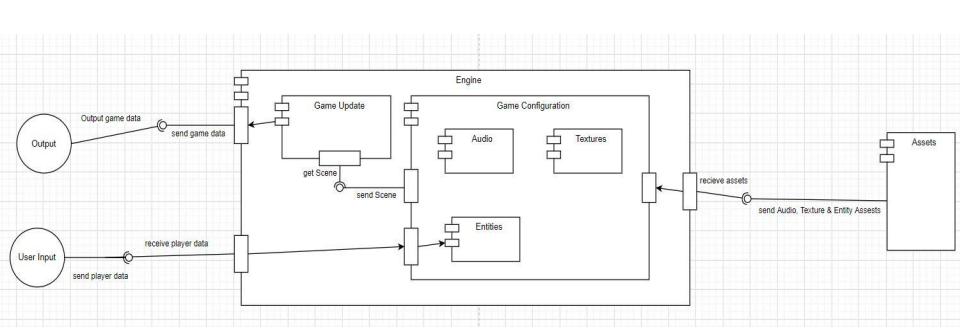 Engine
Game Update
Game Configuration
Output game data
send game data
Output
Audio
Textures
Assets
get Scene
send Scene
recieve assets
send Audio, Texture & Entity Assests
Entities
receive player data
User Input
send player data